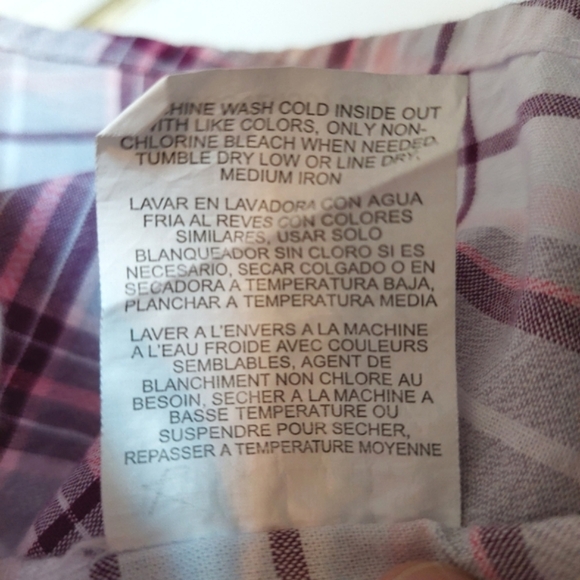 HINE WASH COLD INSIDE OUT
ITH LIKE COLORS, ONLY NON-
CHLORINE BLEACH WHEN NEEDED.
TUMBLE DRY LOW OR LINE DRY.
MEDIUM IRON
LAVAR EN LAVADORA CON AGUA
FRIA AL REVES CON COLORES
SIMILARES, USAR SOLO
BLANQUEADOR SIN CLORO SI ES
NECESARIO, SECAR COLGADO O EN
SECADORA A TEMPERATURA BAJA,
PLANCHAR A TEMPERATURA MEDIA
LAVER A L'ENVERS A LA MACHINE
A L'EAU FROIDE AVEC COULEURS
SEMBLABLES, AGENT DE
BLANCHIMENT NON CHLORE AU
BESOIN, SECHER A LA MACHINE A
BASSE TEMPERATURE OU
SUSPENDRE POUR SECHER,
REPASSER A TEMPERATURE MOYENNE